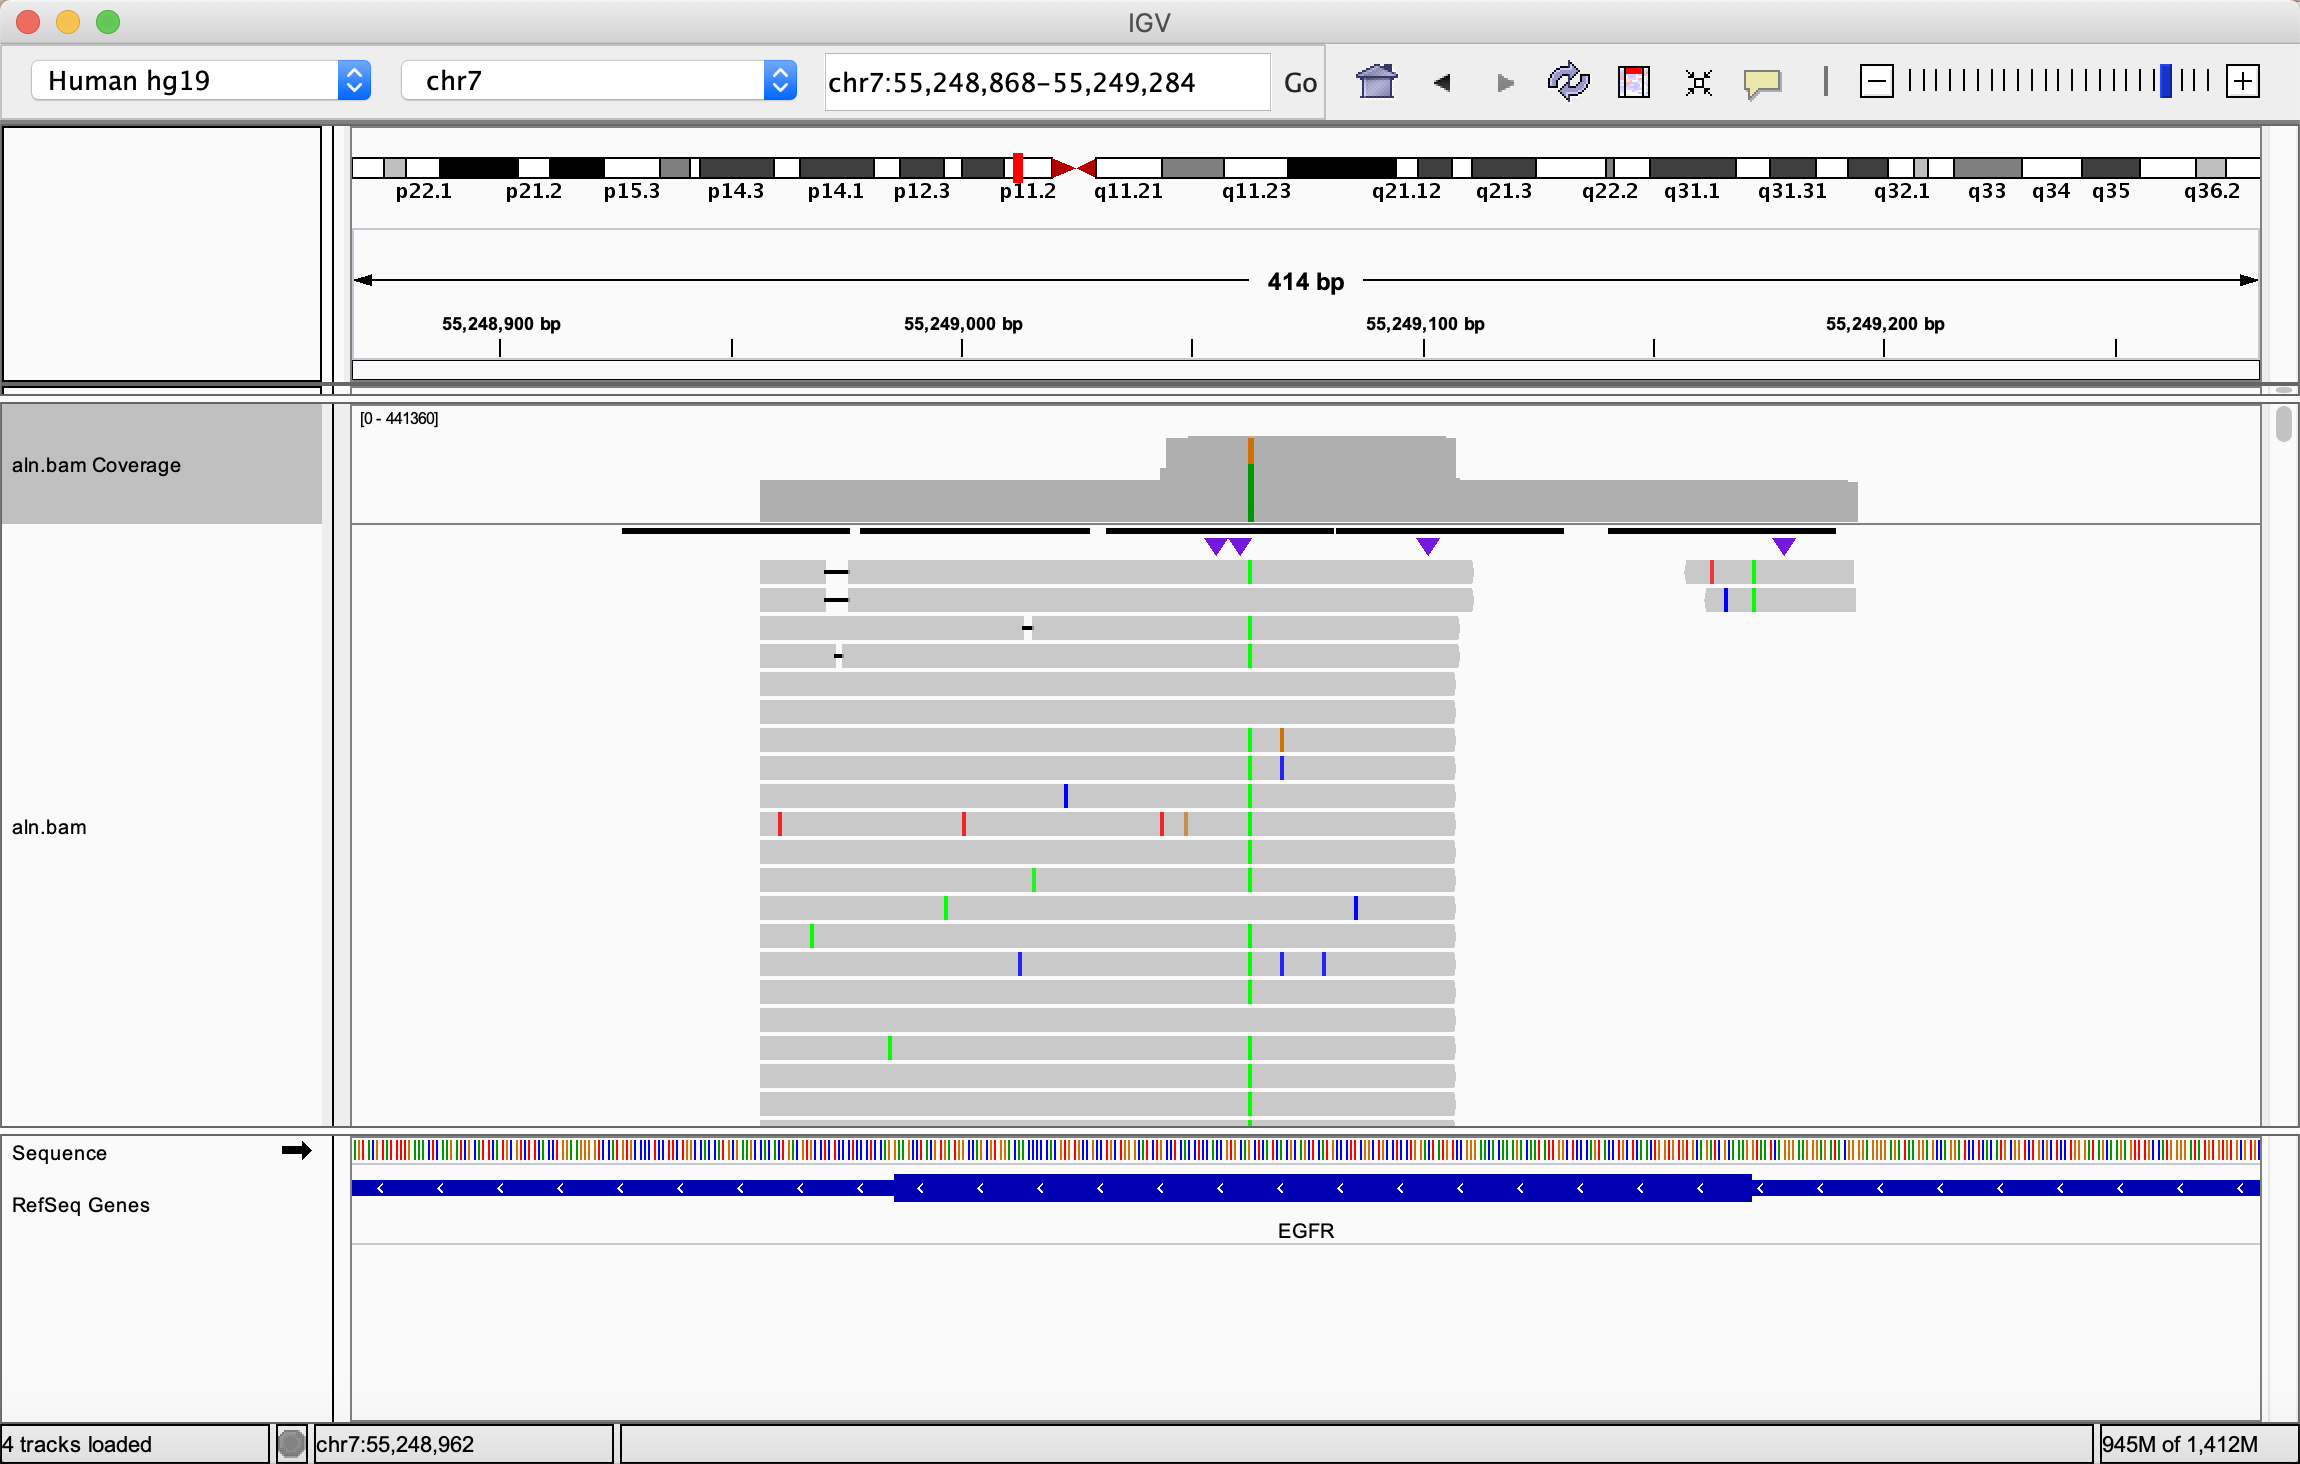 IGV
Human hg19 chr7 chr7:55,248,868-55,249,284 Go
p22.1 p21.2 p15.3 p14.3 p14.1 p12.3 p11.2 q11.21 q11.23 q21.12 q21.3 q22.2 q31.1 q31.31 q32.1 q33 q34 q35 q36.2
414 bp
55,248,900 bp 55,249,000 bp 55,249,100 bp 55,249,200 bp
[0 - 441360]
aln.bam Coverage
aln.bam
Sequence
RefSeq Genes
EGFR
4 tracks loaded chr7:55,248,962 945M of 1,412M